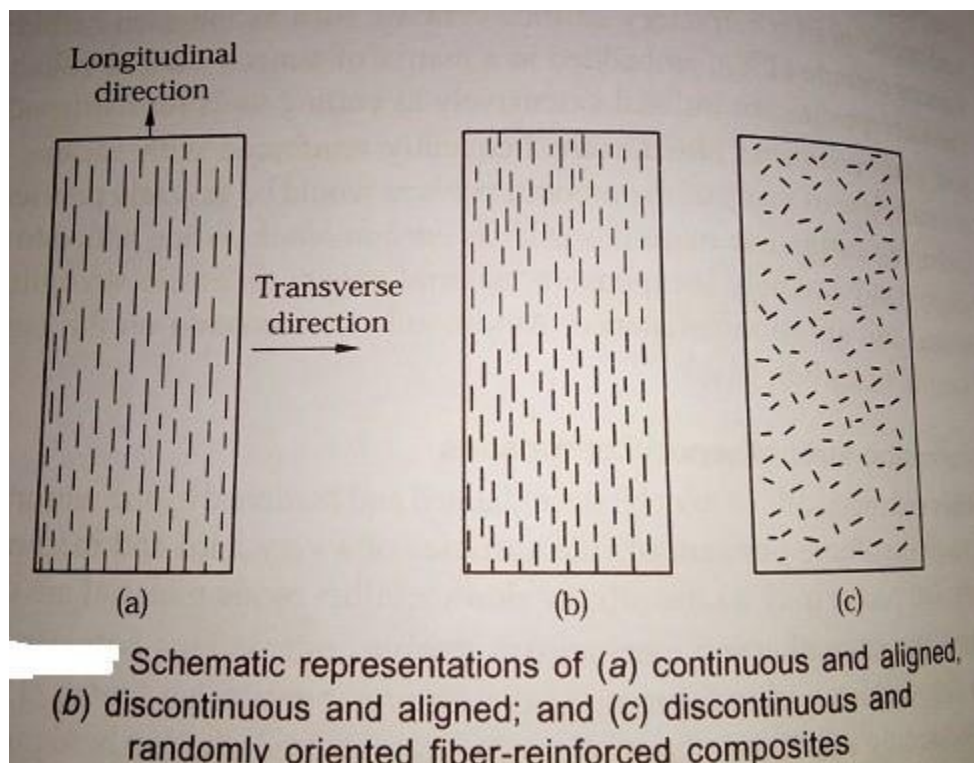 Longitudinal
direction
Transverse
direction
(a)
(b)
(c)
Schematic representations of (a) continuous and aligned,
(b) discontinuous and aligned; and (c) discontinuous and
randomly oriented fiber-reinforced composites